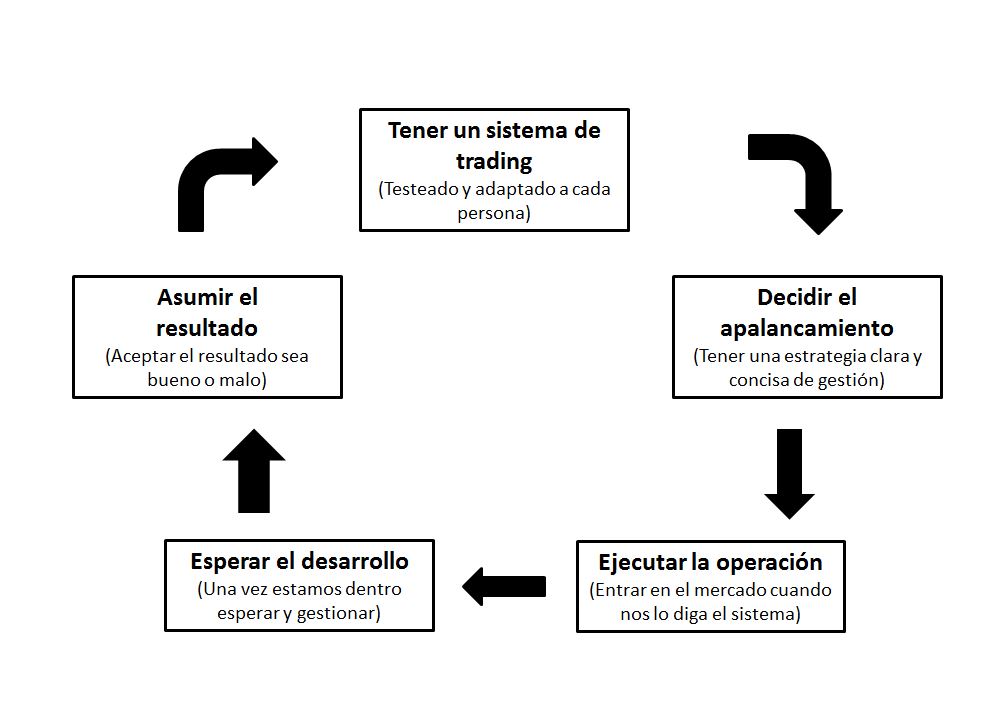 Tener un sistema de
trading
(Testeado y adaptado a cada
persona)
Decidir el
apalancamiento
(Tener una estrategia clara y
concisa de gestión)
Ejecutar la operación
(Entrar en el mercado cuando
nos lo diga el sistema)
Esperar el desarrollo
(Una vez estamos dentro
esperar y gestionar)
Asumir el
resultado
(Aceptar el resultado sea
bueno o malo)